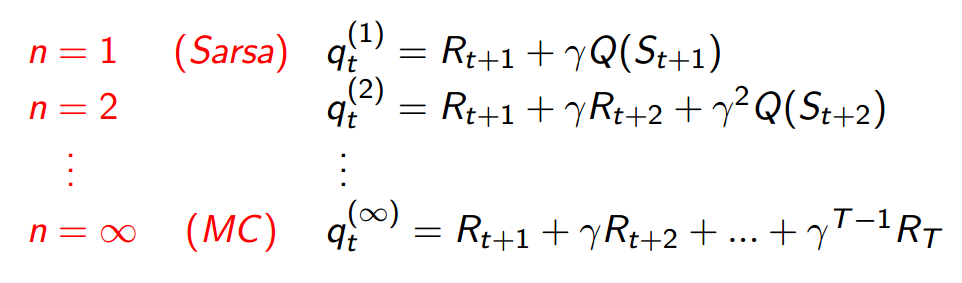 n = 1 (Sarsa) q_t^{(1)} = R_{t+1} + γQ(S_{t+1})
n = 2 q_t^{(2)} = R_{t+1} + γR_{t+2} + γ^2Q(S_{t+2})
⋮ ⋮
n = ∞ (MC) q_t^{(∞)} = R_{t+1} + γR_{t+2} + ... + γ^{T−1}R_T